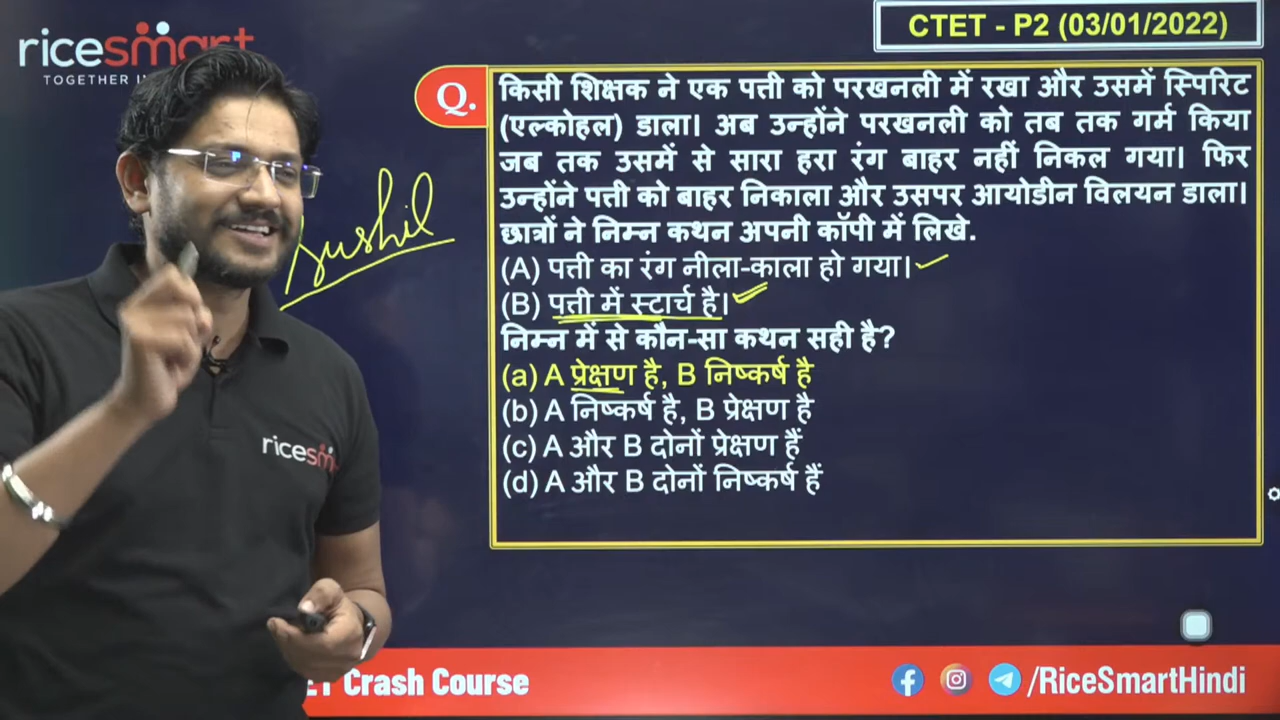 ricesmart
TOGETHER
CTET - P2 (03/01/2022)
Q.
किसी शिक्षक ने एक पत्ती को परखनली में रखा और उसमें स्पिरिट
(एल्कोहल) डाला। अब उन्होंने परखनली को तब तक गर्म किया
जब तक उसमें से सारा हरा रंग बाहर नहीं निकल गया। फिर
उन्होंने पत्ती को बाहर निकाला और उसपर आयोडीन विलयन डाला।
छात्रों ने निम्न कथन अपनी कॉपी में लिखे.
(A) पत्ती का रंग नीला-काला हो गया।
(B) पत्ती में स्टार्च है।
निम्न में से कौन-सा कथन सही है?
(a) A प्रेक्षण है, B निष्कर्ष है
(b) A निष्कर्ष है, B प्रेक्षण है
(c) A और B दोनों प्रेक्षण हैं
(d) A और B दोनों निष्कर्ष हैं
sushil
ricesm
ET Crash Course
/RiceSmartHindi